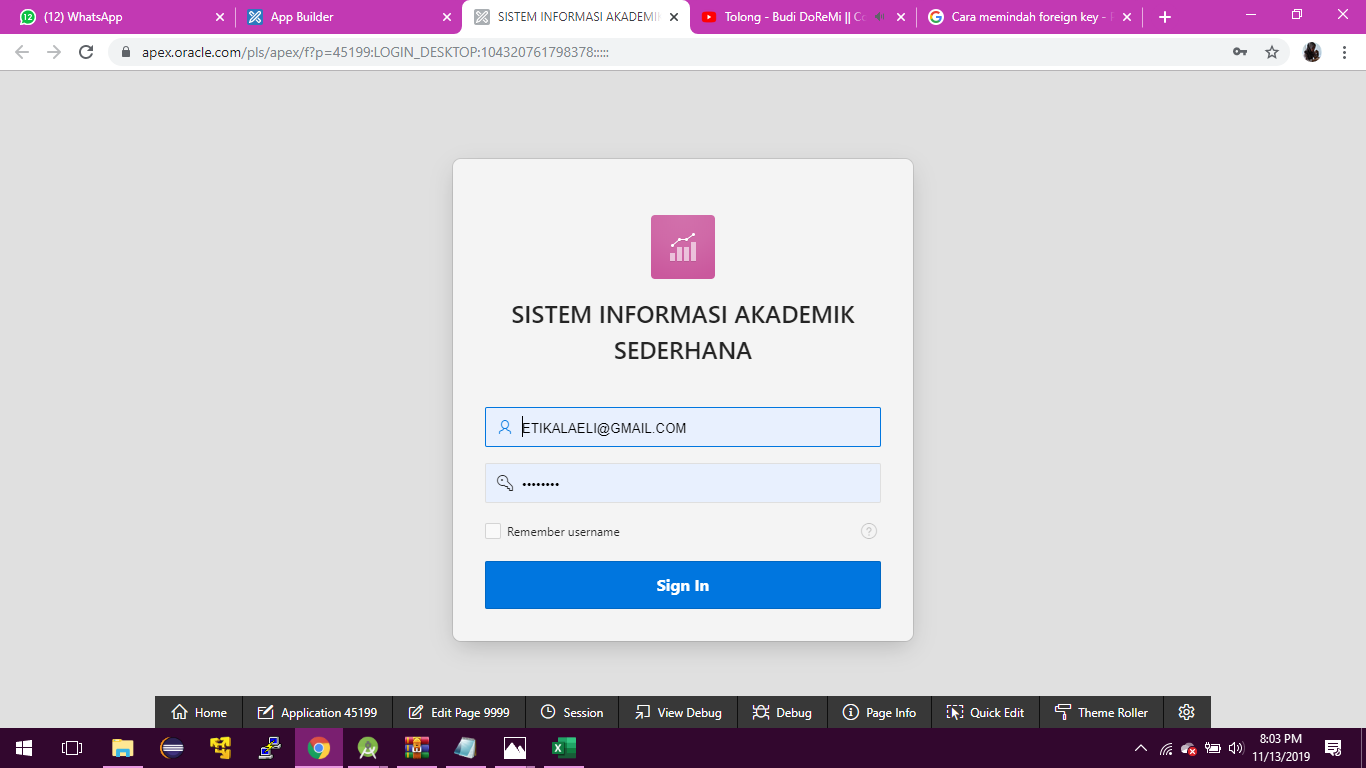 (12) WhatsApp
App Builder
SISTEM INFORMASI AKADEMIK
Tolong - Budi DoReMi || Co
Cara memindah foreign key -
apex.oracle.com/pls/apex/f?p=45199:LOGIN_DESKTOP:104320761798378:::::
SISTEM INFORMASI AKADEMIK
SEDERHANA
ETIKALAELI@GMAIL.COM
••••••••
Remember username
?
Sign In
Home
Application 45199
Edit Page 9999
Session
View Debug
Debug
Page Info
Quick Edit
Theme Roller
8:03 PM
11/13/2019